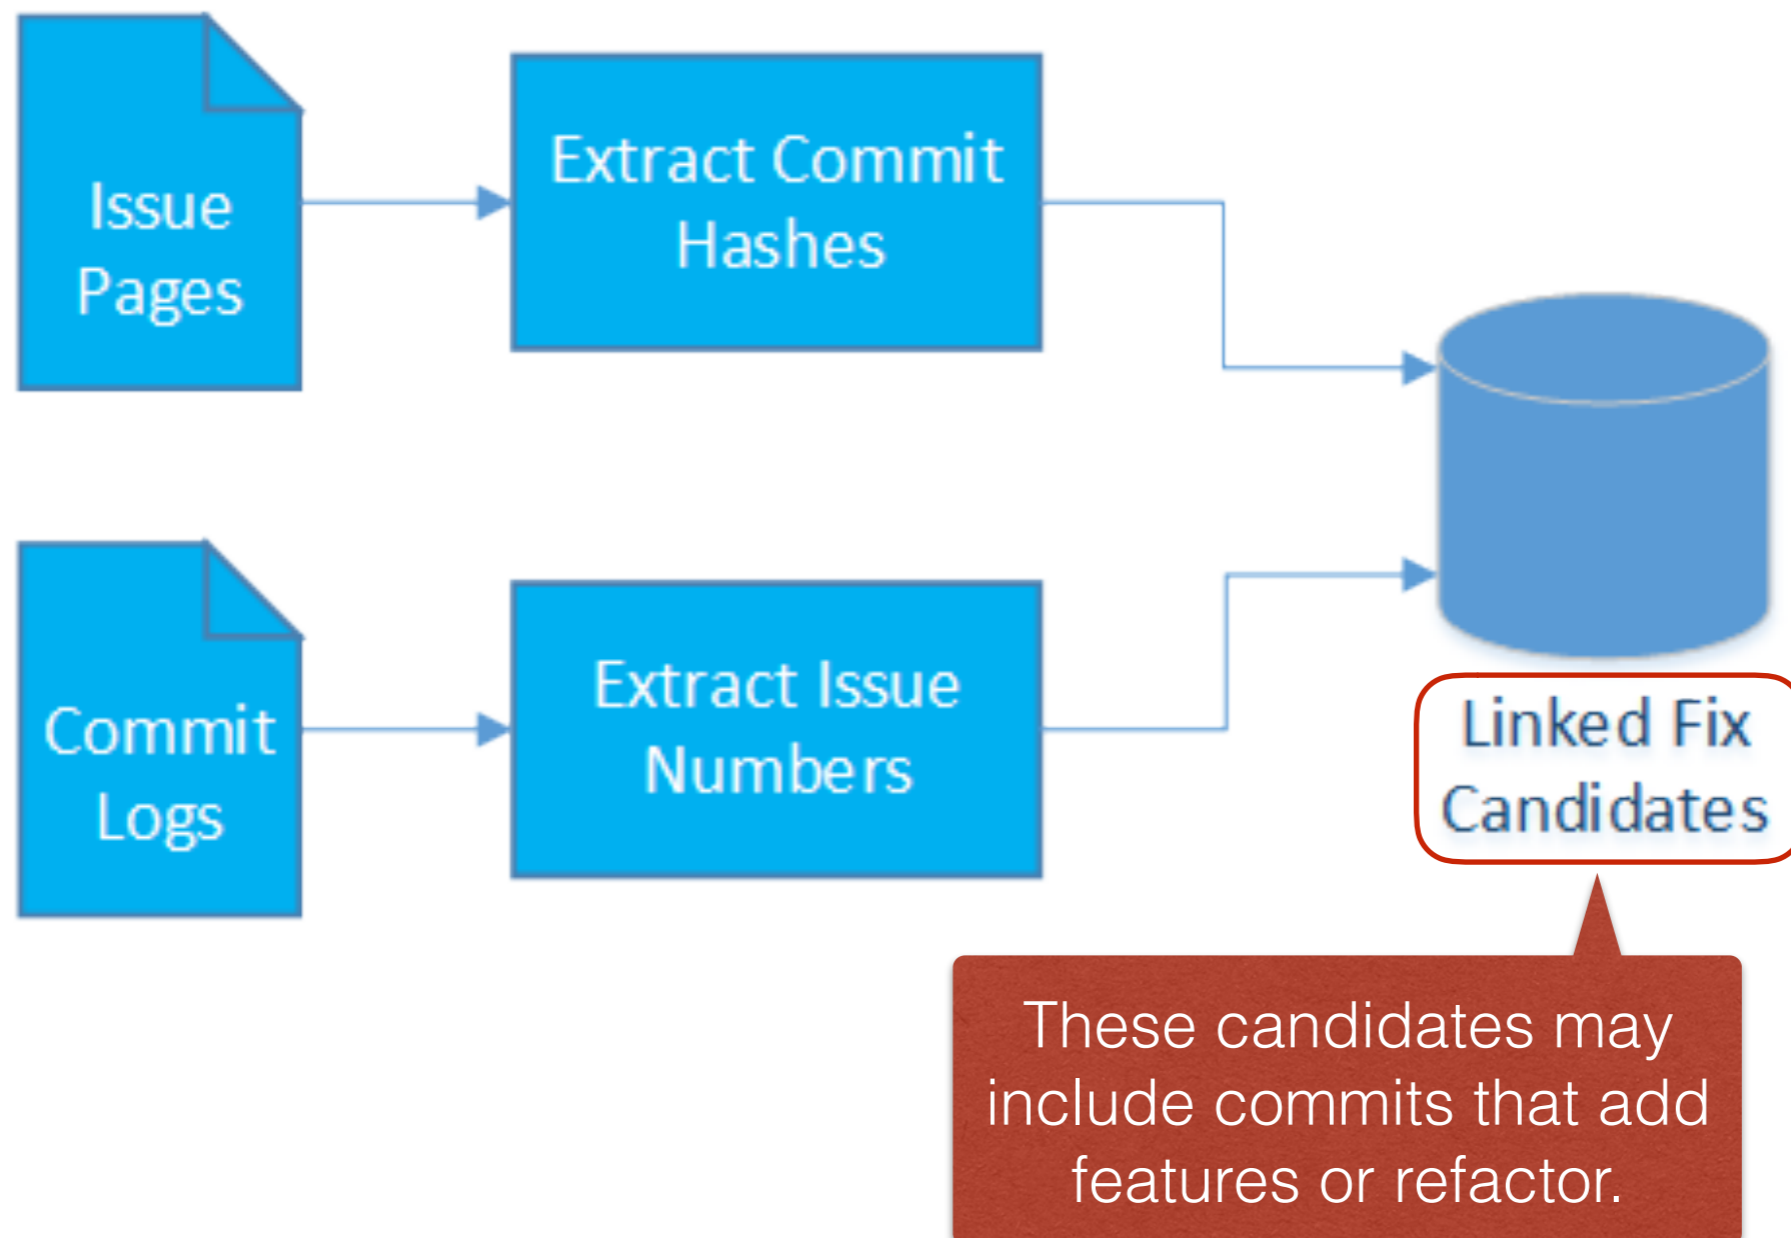 Issue
Pages
Extract Commit
Hashes
Commit
Logs
Extract Issue
Numbers
Linked Fix
Candidates
These candidates may
include commits that add
features or refactor.